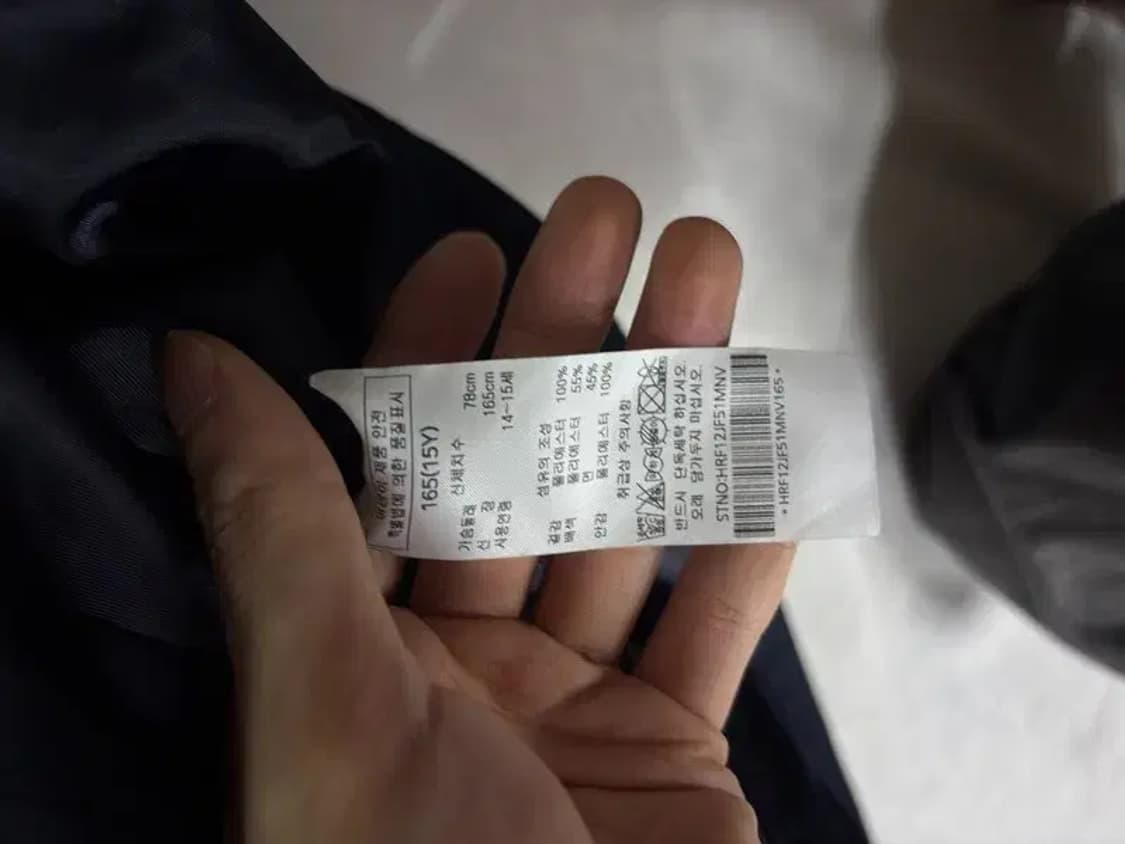 어린이 제품 안전
특별법에 의한 품질표시
165(15Y)
신체치수
가슴둘레 78cm
신 장 165cm
사용연령 14~15세
섬유의 조성
겉감 폴리에스터 100%
배색 폴리에스터 55%
면 45%
안감 폴리에스터 100%
취급상 주의사항
반드시 단독세탁 하십시오.
오래 담가두지 마십시오.
STNO:HRF12JF51MNV
*HRF12JF51MNV165*